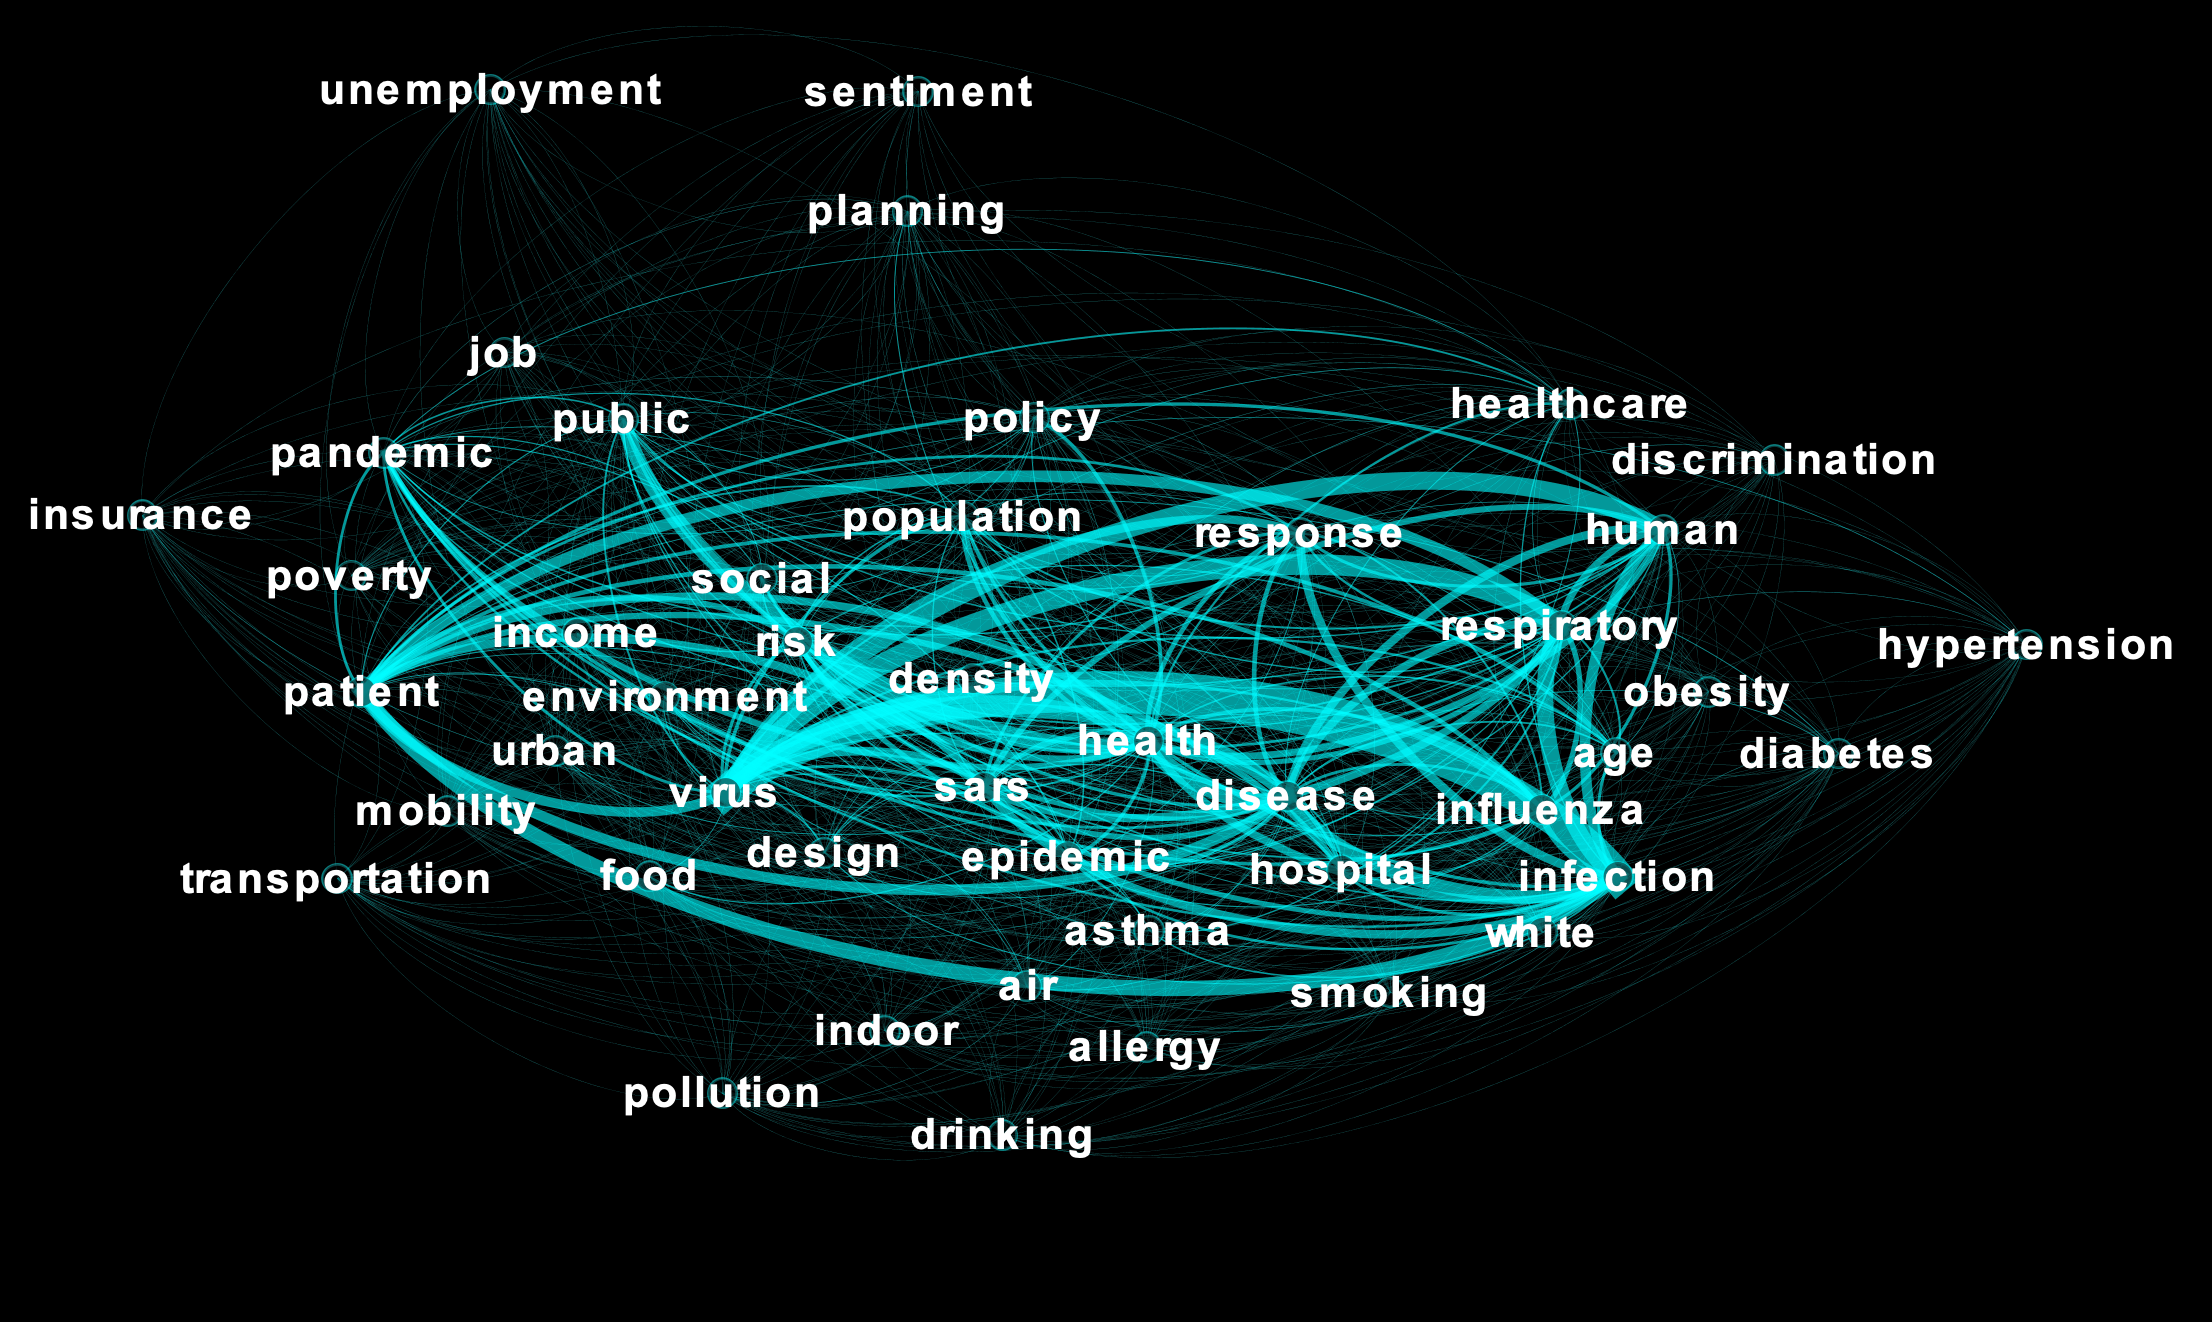 unemployment
sentiment
planning
job
public
policy
healthcare
pandemic
discrimination
insurance
population
response
human
poverty
social
income
risk
respiratory
hypertension
patient
environment
density
obesity
urban
health
age
diabetes
virus
sars
disease
mobility
influenza
design
epidemic
transportation
food
hospital
infection
asthma
white
air
smoking
indoor
allergy
pollution
drinking